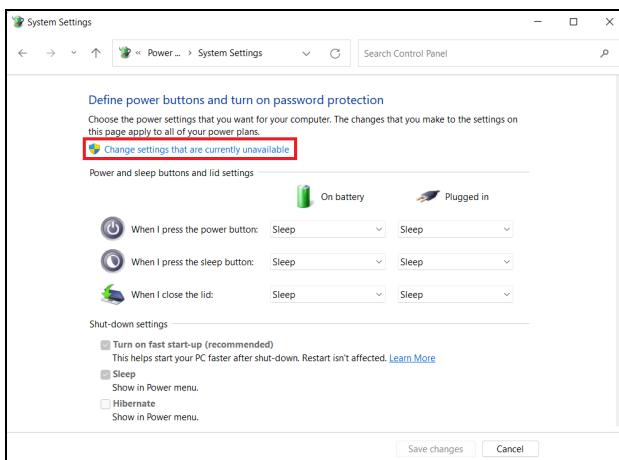 System Settings
« Power ... › System Settings
Search Control Panel
Define power buttons and turn on password protection
Choose the power settings that you want for your computer. The changes that you make to the settings on
this page apply to all of your power plans.
Change settings that are currently unavailable
Power and sleep buttons and lid settings
On battery Plugged in
When I press the power button: Sleep Sleep
When I press the sleep button: Sleep Sleep
When I close the lid: Sleep Sleep
Shut-down settings
Turn on fast start-up (recommended)
This helps start your PC faster after shut-down. Restart isn't affected. Learn More
Sleep
Show in Power menu.
Hibernate
Show in Power menu.
Save changes Cancel